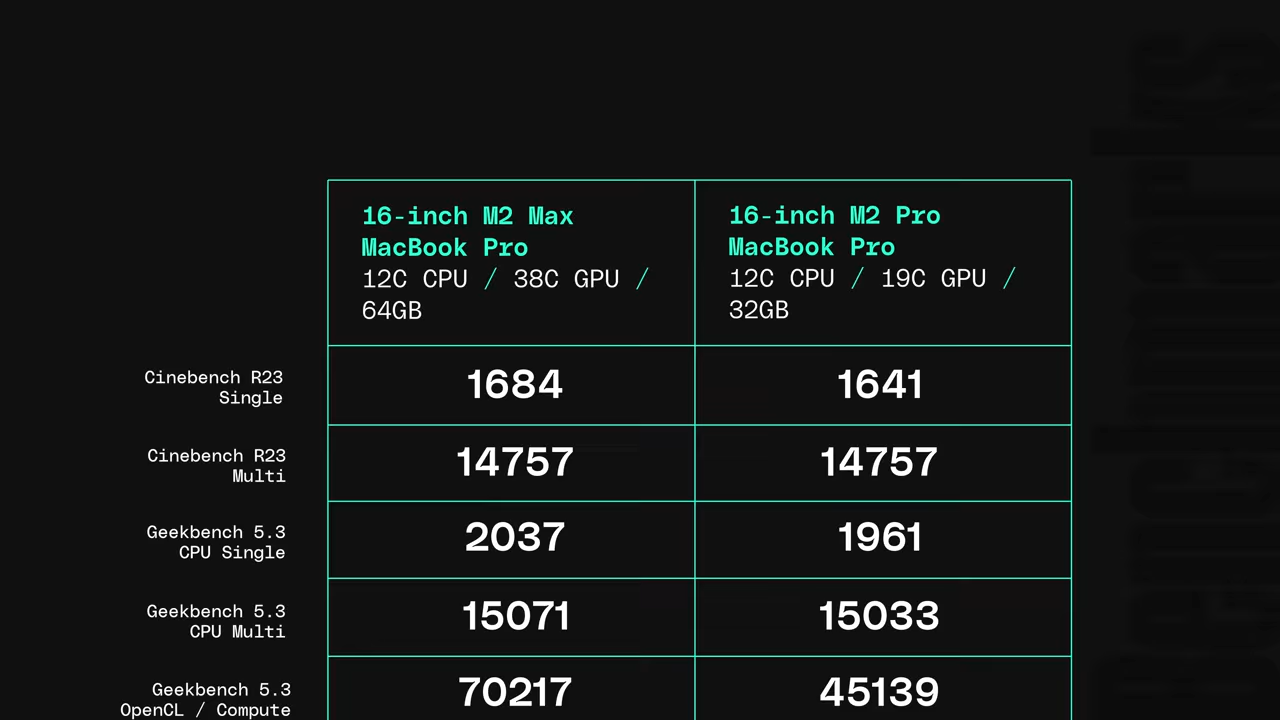 16-inch M2 Max
MacBook Pro
12C CPU / 38C GPU /
64GB
16-inch M2 Pro
MacBook Pro
12C CPU / 19C GPU /
32GB
Cinebench R23
Single
1684
1641
Cinebench R23
Multi
14757
14757
Geekbench 5.3
CPU Single
2037
1961
Geekbench 5.3
CPU Multi
15071
15033
Geekbench 5.3
OpenCL / Compute
70217
45139
Benchmarks